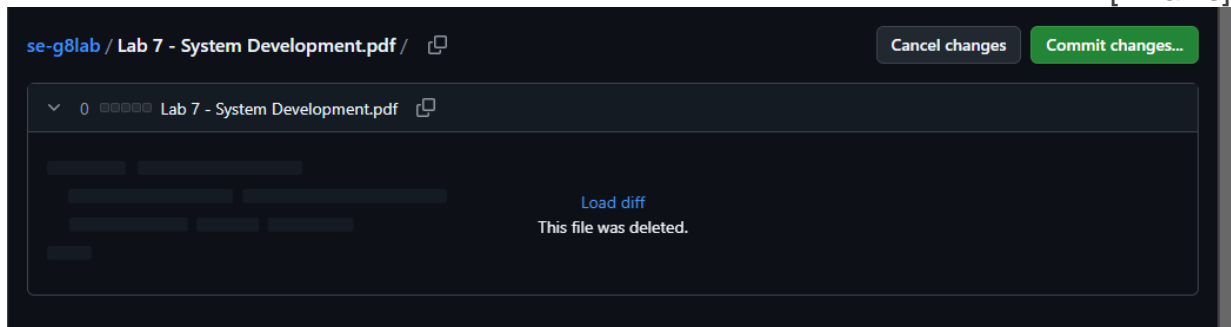 se-g8lab / Lab 7 - System Development.pdf /
Cancel changes
Commit changes...
0 Lab 7 - System Development.pdf
Load diff
This file was deleted.